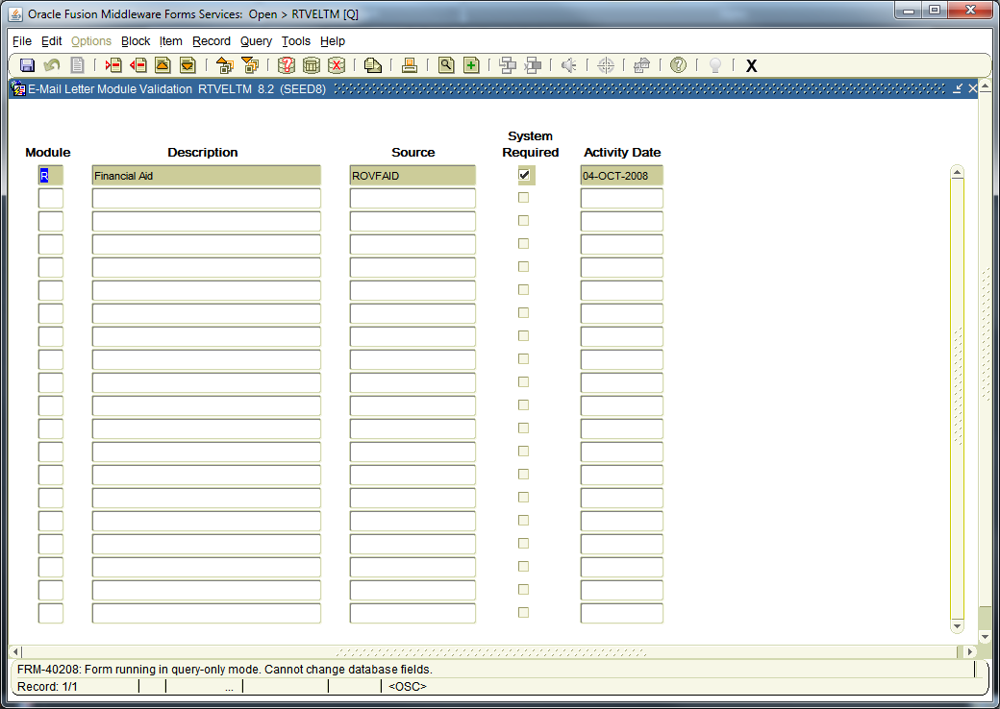 Oracle Fusion Middleware Forms Services:  Open > RTVELTM [Q]
File Edit Options Block Item Record Query Tools Help
X
E-Mail Letter Module Validation  RTVELTM  8.2  (SEED8)
System
Module Description Source Required Activity Date
R Financial Aid ROVFAID 04-OCT-2008
FRM-40208: Form running in query-only mode. Cannot change database fields.
Record: 1/1 ... <OSC>